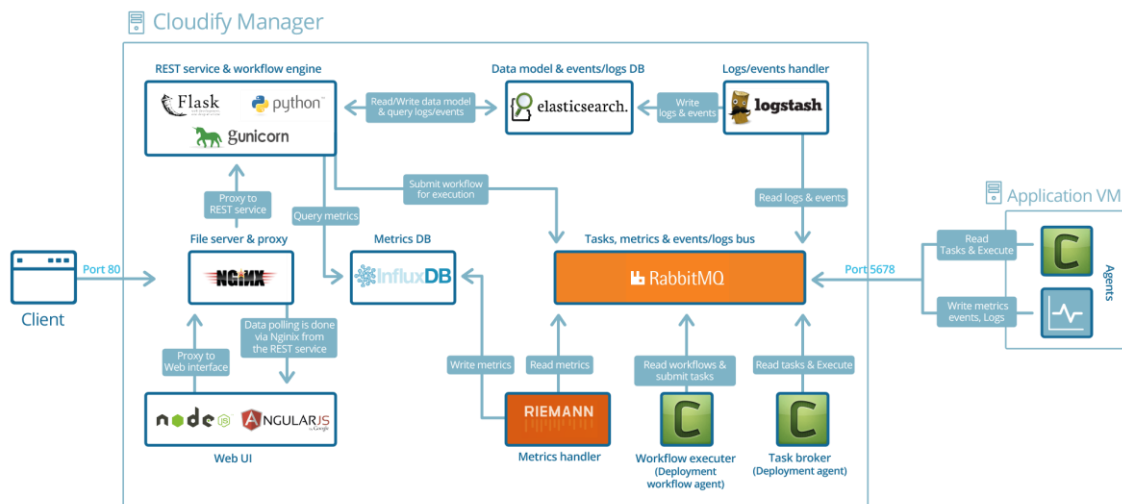 Cloudify Manager
REST service & workflow engine
Data model & events/logs DB
Logs/events handler
Flask
python™
gunicorn
Read/Write data model
& query logs/events
elasticsearch.
Write
logs & events
logstash
Proxy to
REST service
Query metrics
Submit workflow
for execution
Read logs & events
Application VM
File server & proxy
Metrics DB
Tasks, metrics & events/logs bus
Read
Tasks & Execute
Port 80
NGiNX
InfluxDB
RabbitMQ
Port 5678
Agents
Client
Write metrics
events, Logs
Data polling is done
via Nginix from
the REST service
Proxy to
Web interface
Write metrics
Read metrics
Read workflows &
submit tasks
Read tasks & Execute
node JS
ANGULARJS
by Google
RIEMANN
C
C
C
Web UI
Metrics handler
Workflow executer
(Deployment
workflow agent)
Task broker
(Deployment agent)